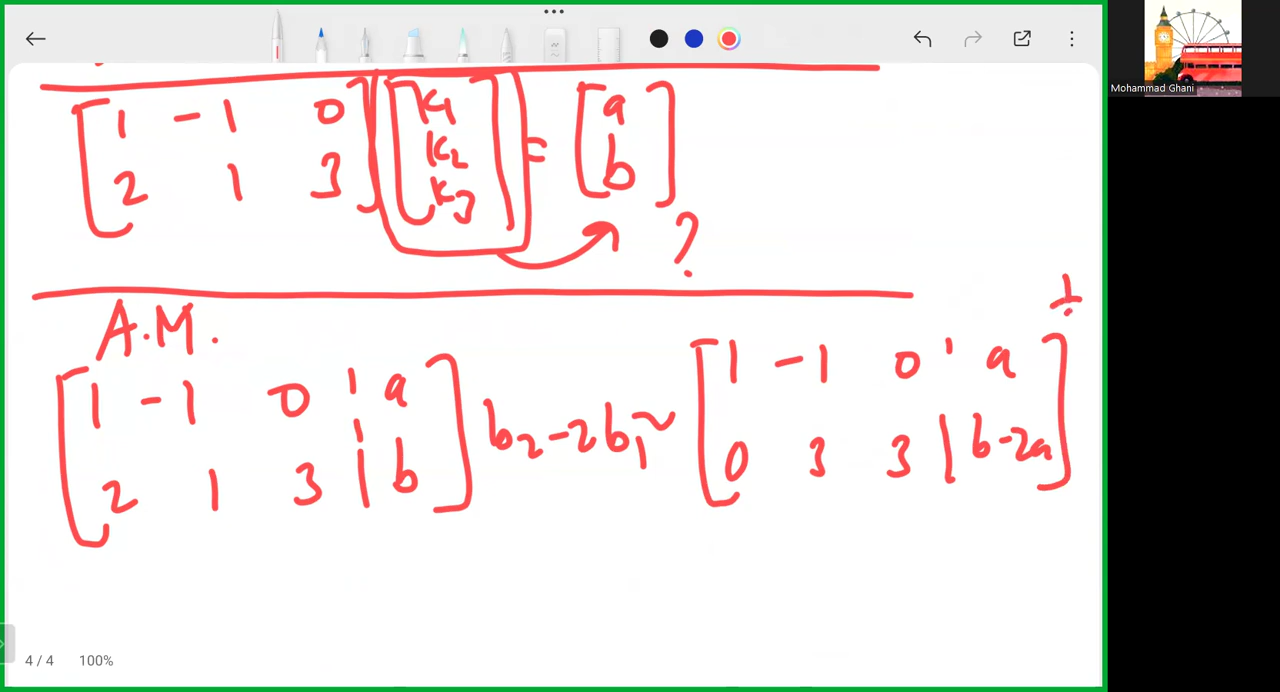 Mohammad Ghani
[1 -1 0] [k1] = [a]
[2 1 3] [k2] [b]
k3
?
÷
A.M.
[1 -1 0 | a] b2-2b1 ~ [1 -1 0 | a]
[2 1 3 | b] [0 3 3 | b-2a]
4 / 4 100%